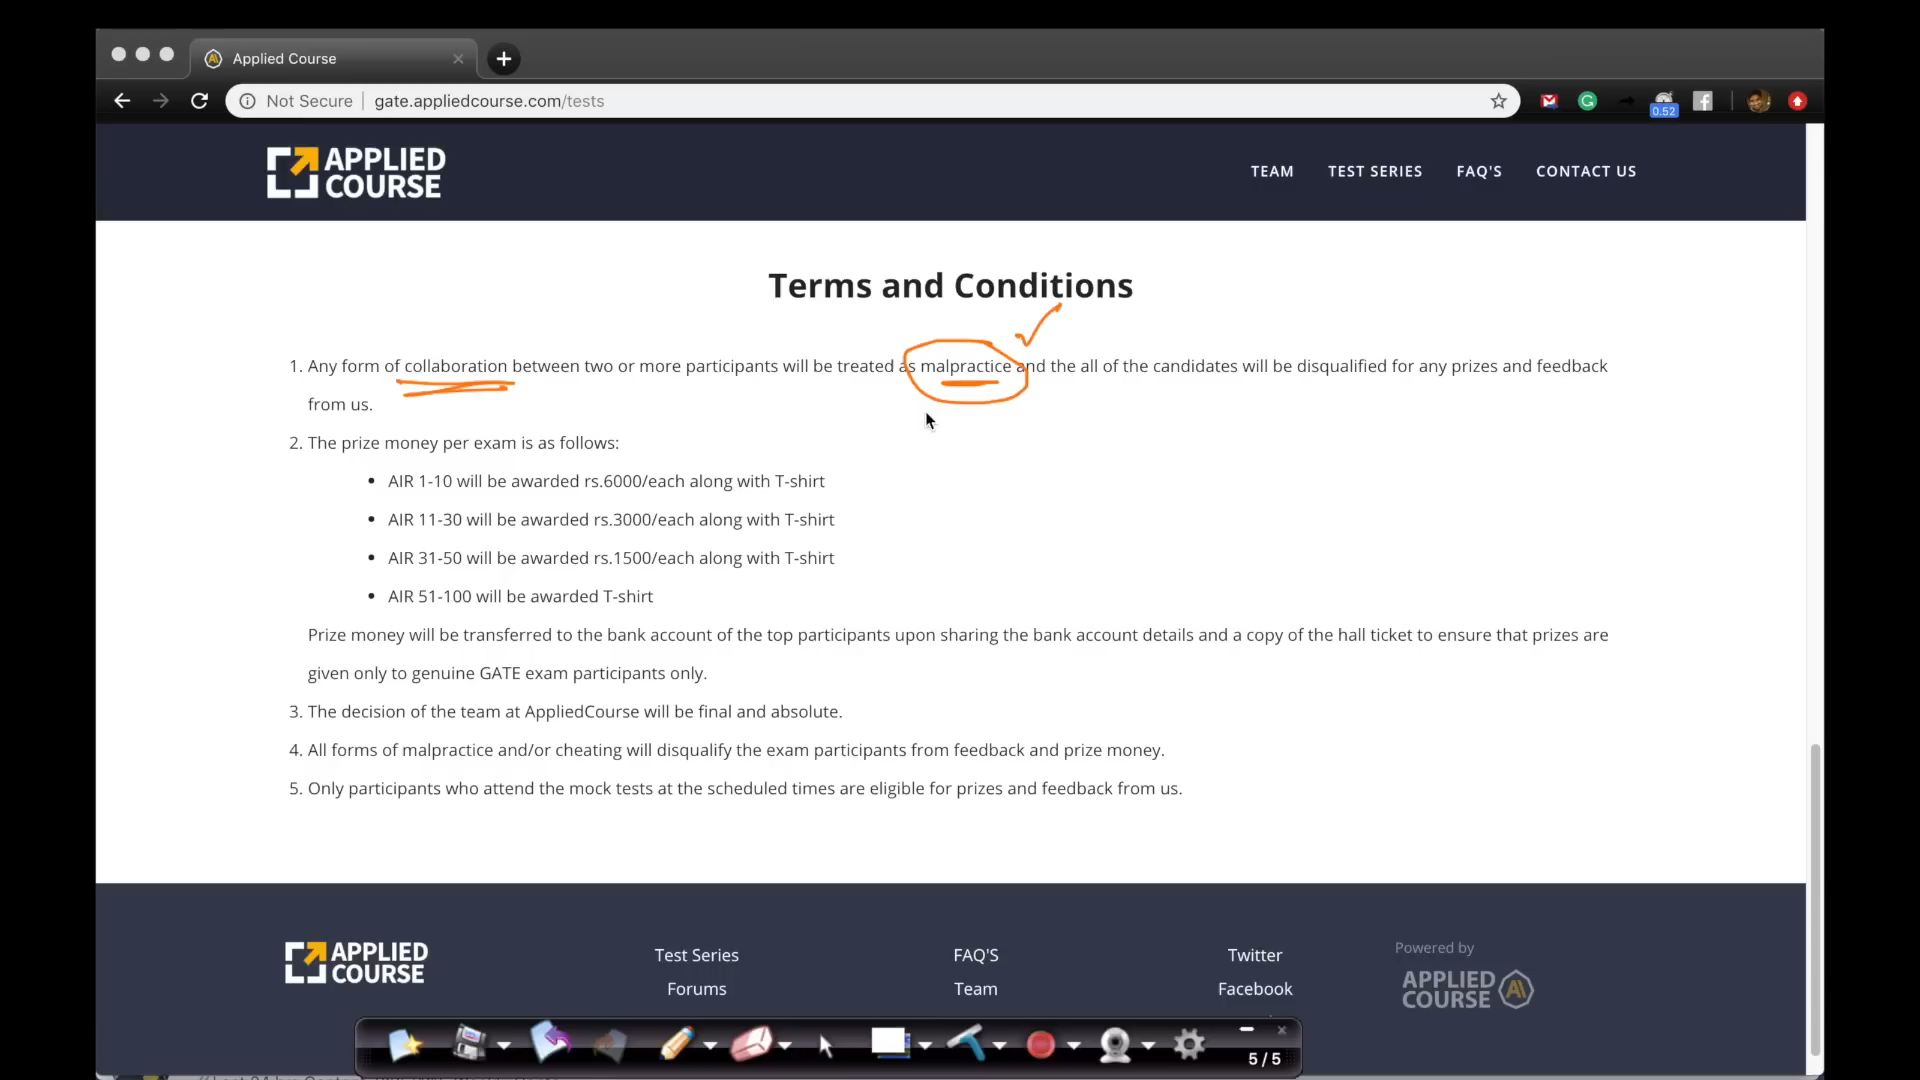 Applied Course
Not Secure
gate.appliedcourse.com/tests
0.52
APPLIED
COURSE
TEAM
TEST SERIES
FAQ'S
CONTACT US
Terms and Conditions
1. Any form of collaboration between two or more participants will be treated as malpractice and the all of the candidates will be disqualified for any prizes and feedback
from us.
2. The prize money per exam is as follows:
• AIR 1-10 will be awarded rs.6000/each along with T-shirt
• AIR 11-30 will be awarded rs.3000/each along with T-shirt
• AIR 31-50 will be awarded rs.1500/each along with T-shirt
• AIR 51-100 will be awarded T-shirt
Prize money will be transferred to the bank account of the top participants upon sharing the bank account details and a copy of the hall ticket to ensure that prizes are
given only to genuine GATE exam participants only.
3. The decision of the team at AppliedCourse will be final and absolute.
4. All forms of malpractice and/or cheating will disqualify the exam participants from feedback and prize money.
5. Only participants who attend the mock tests at the scheduled times are eligible for prizes and feedback from us.
APPLIED
COURSE
Test Series
Forums
FAQ'S
Team
Twitter
Facebook
Powered by
APPLIED
COURSE
5 / 5